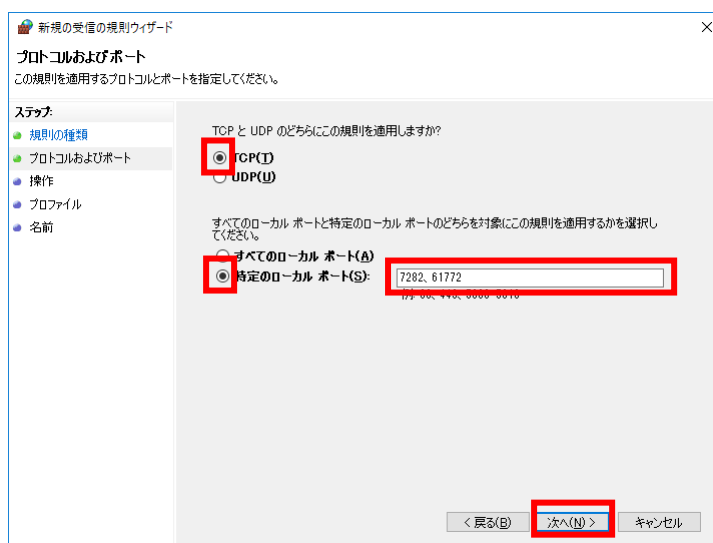 新規の受信の規則ウィザード
プロトコルおよびポート
この規則を適用するプロトコルとポートを指定してください。
ステップ:
規則の種類
プロトコルおよびポート
操作
プロファイル
名前
TCP と UDP のどちらにこの規則を適用しますか?
TCP(T)
UDP(U)
すべてのローカル ポートと特定のローカル ポートのどちらを対象にこの規則を適用するかを選択し
てください。
すべてのローカル ポート(A)
特定のローカル ポート(S):
7282、61772
< 戻る(B)
次へ(N) >
キャンセル